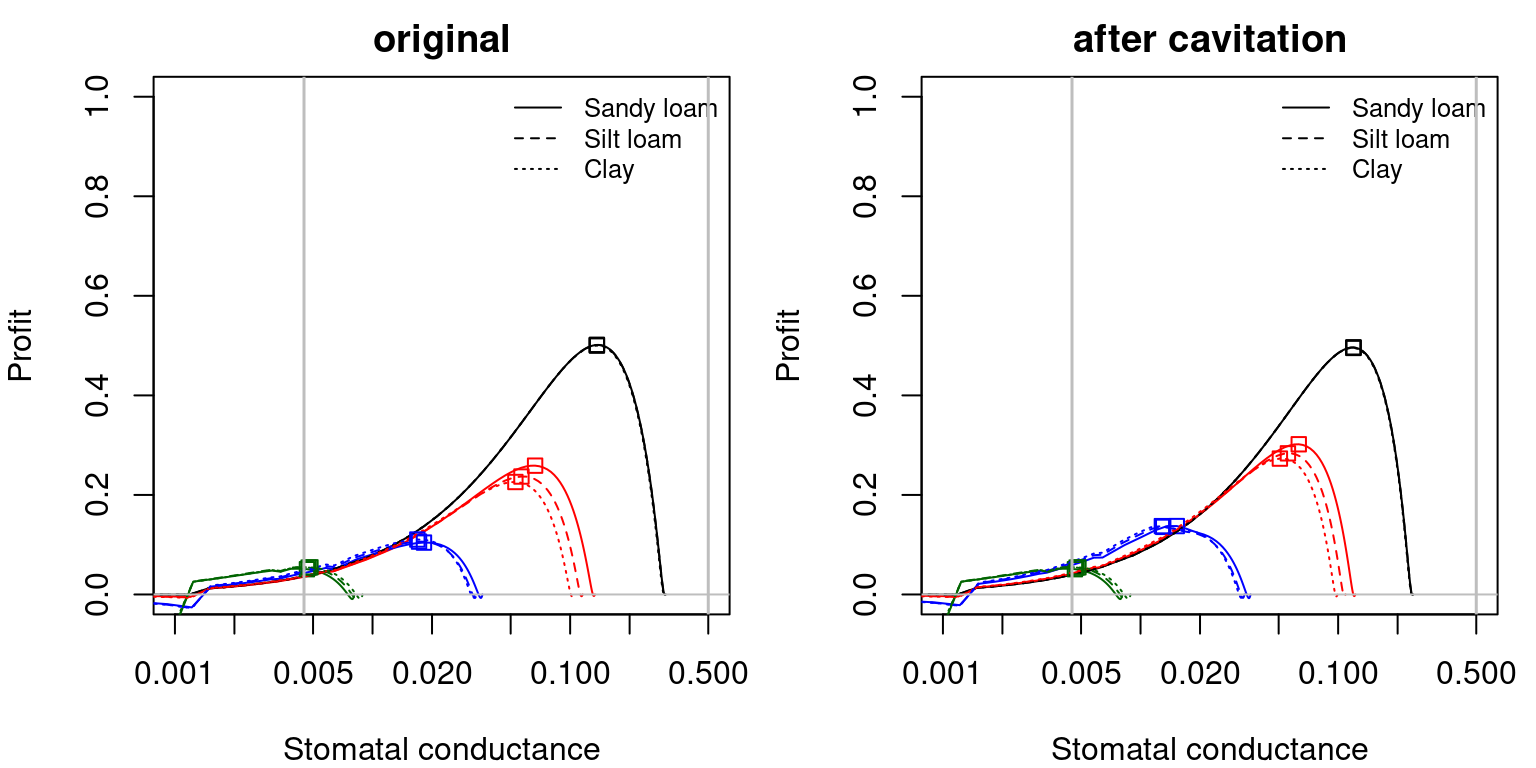 original
Profit
1.0
0.8
0.6
0.4
0.2
0.0
Sandy loam
Silt loam
Clay
0.001 0.005 0.020 0.100 0.500
Stomatal conductance
after cavitation
Profit
1.0
0.8
0.6
0.4
0.2
0.0
Sandy loam
Silt loam
Clay
0.001 0.005 0.020 0.100 0.500
Stomatal conductance